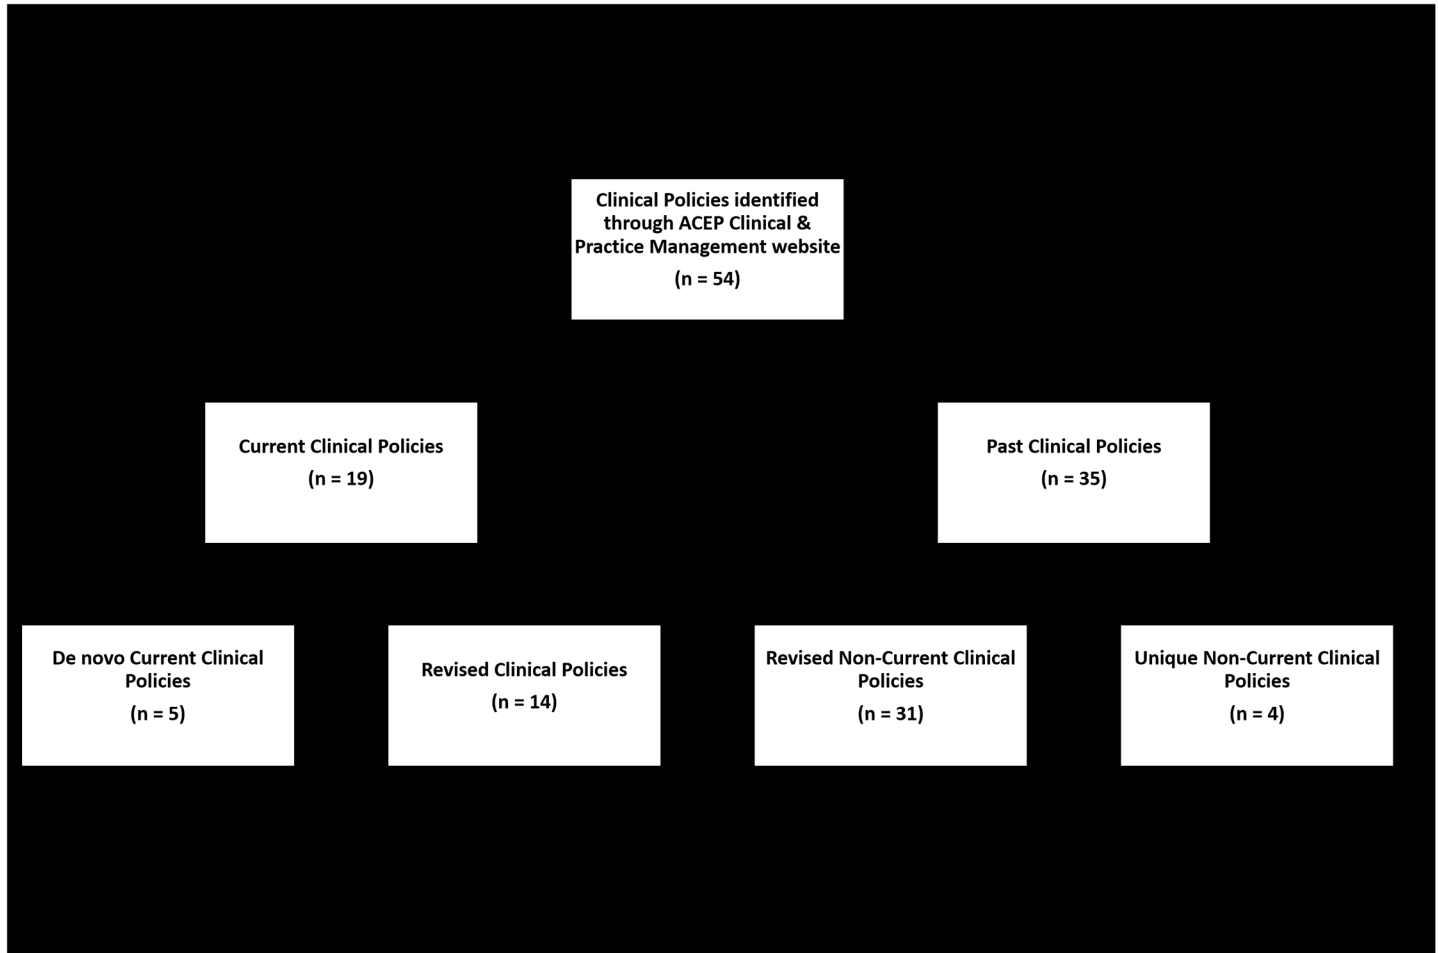 Clinical Policies identified
through ACEP Clinical &
Practice Management website
(n = 54)
Current Clinical Policies
(n = 19)
Past Clinical Policies
(n = 35)
De novo Current Clinical
Policies
(n = 5)
Revised Clinical Policies
(n = 14)
Revised Non-Current Clinical
Policies
(n = 31)
Unique Non-Current Clinical
Policies
(n = 4)